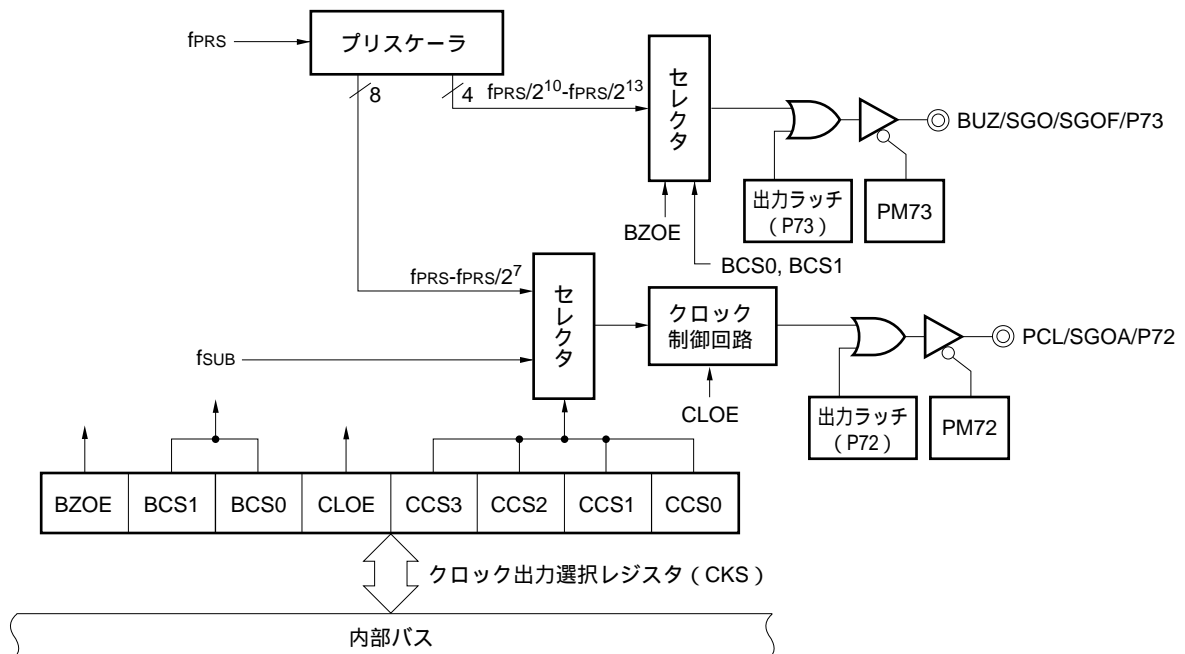 fPRS
プリスケーラ
8
4
fPRS/2¹⁰-fPRS/2¹³
セレクタ
BUZ/SGO/SGOF/P73
出力ラッチ
（P73）
PM73
BZOE
BCS0, BCS1
fPRS-fPRS/2⁷
セレクタ
クロック
制御回路
PCL/SGOA/P72
fSUB
CLOE
出力ラッチ
（P72）
PM72
BZOE BCS1 BCS0 CLOE CCS3 CCS2 CCS1 CCS0
クロック出力選択レジスタ（CKS）
内部バス